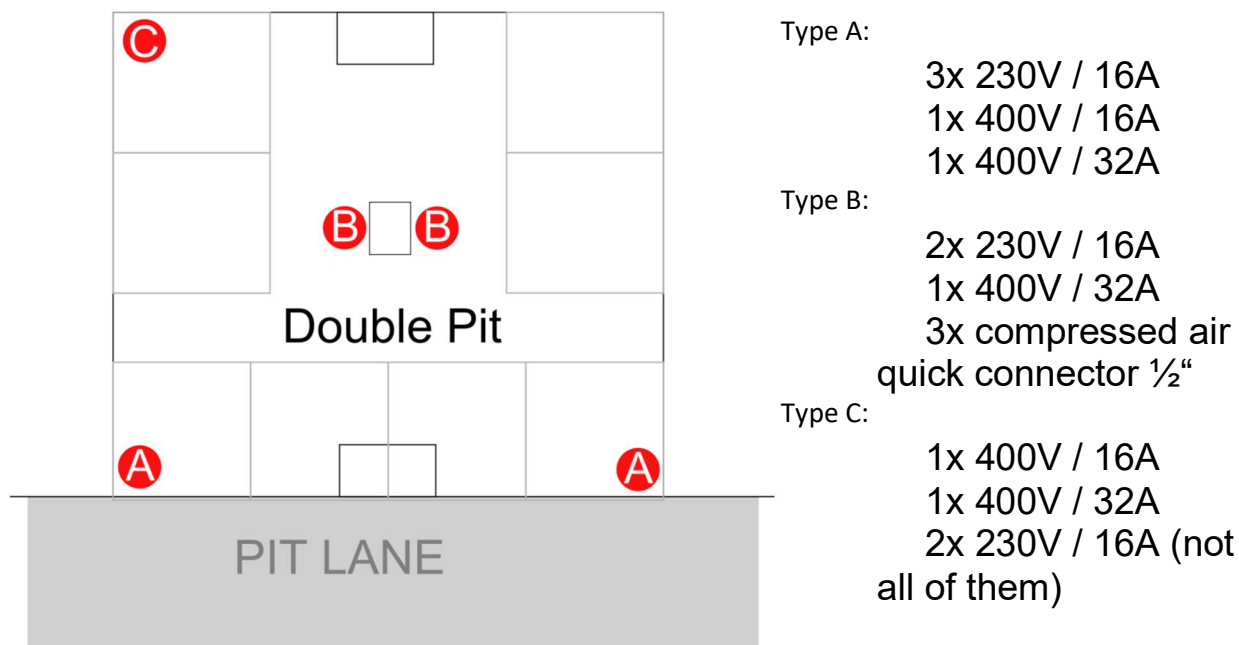 C
B B
Double Pit
A A
PIT LANE
Type A:
3x 230V / 16A
1x 400V / 16A
1x 400V / 32A
Type B:
2x 230V / 16A
1x 400V / 32A
3x compressed air
quick connector ½“
Type C:
1x 400V / 16A
1x 400V / 32A
2x 230V / 16A (not
all of them)